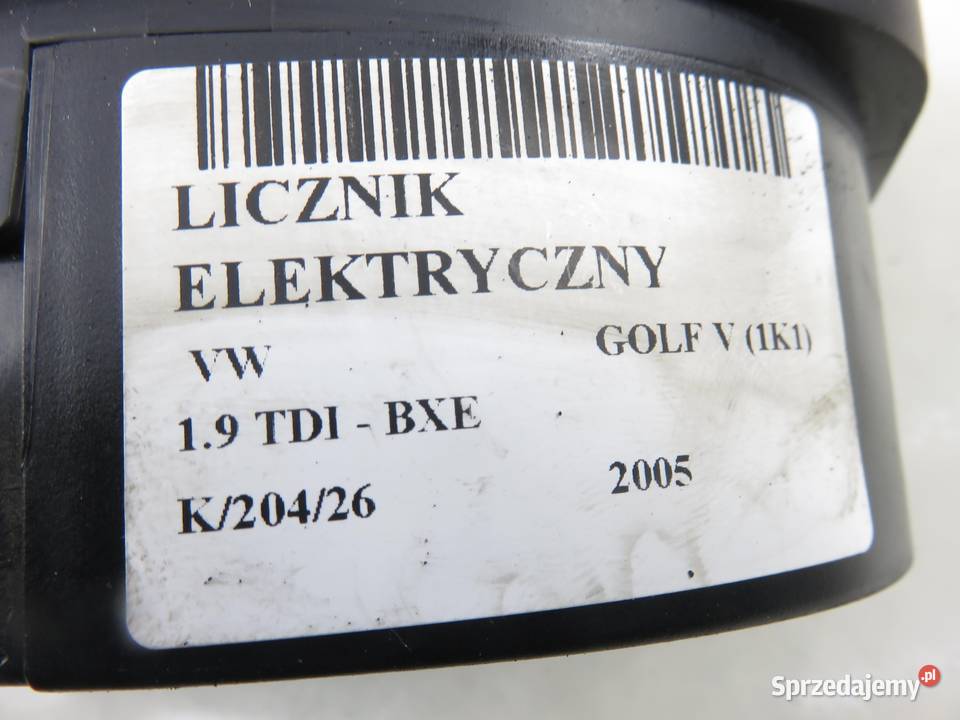 LICZNIK
ELEKTRYCZNY
VW GOLF V (1K1)
1.9 TDI - BXE
K/204/26 2005
Sprzedajemy.pl